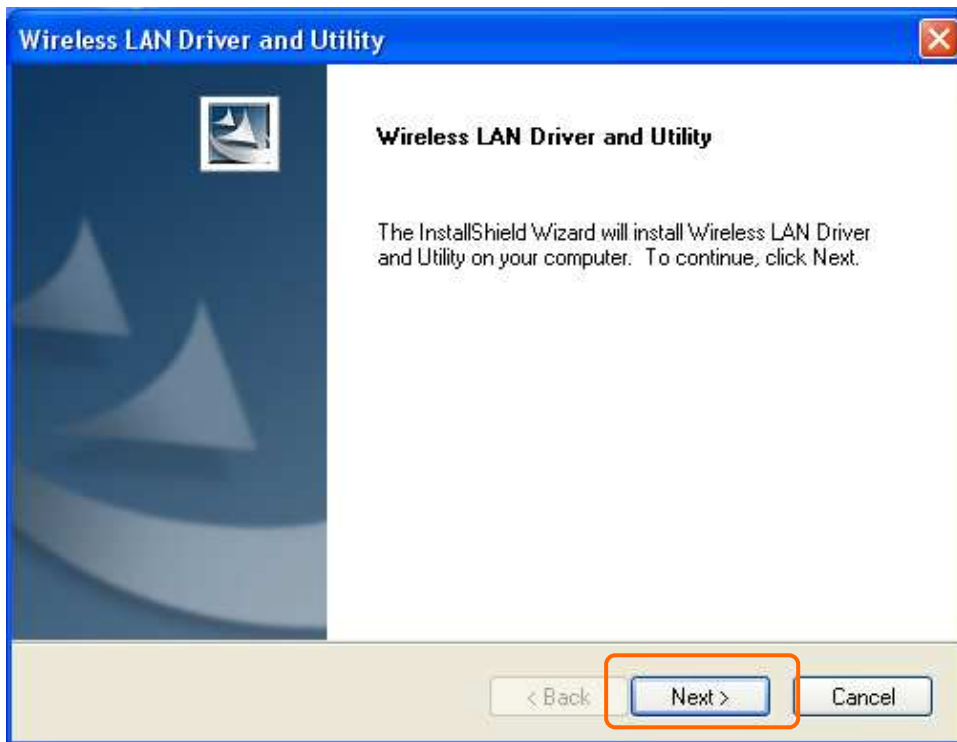 Wireless LAN Driver and Utility
Wireless LAN Driver and Utility
The InstallShield Wizard will install Wireless LAN Driver
and Utility on your computer.  To continue, click Next.
< Back Next > Cancel